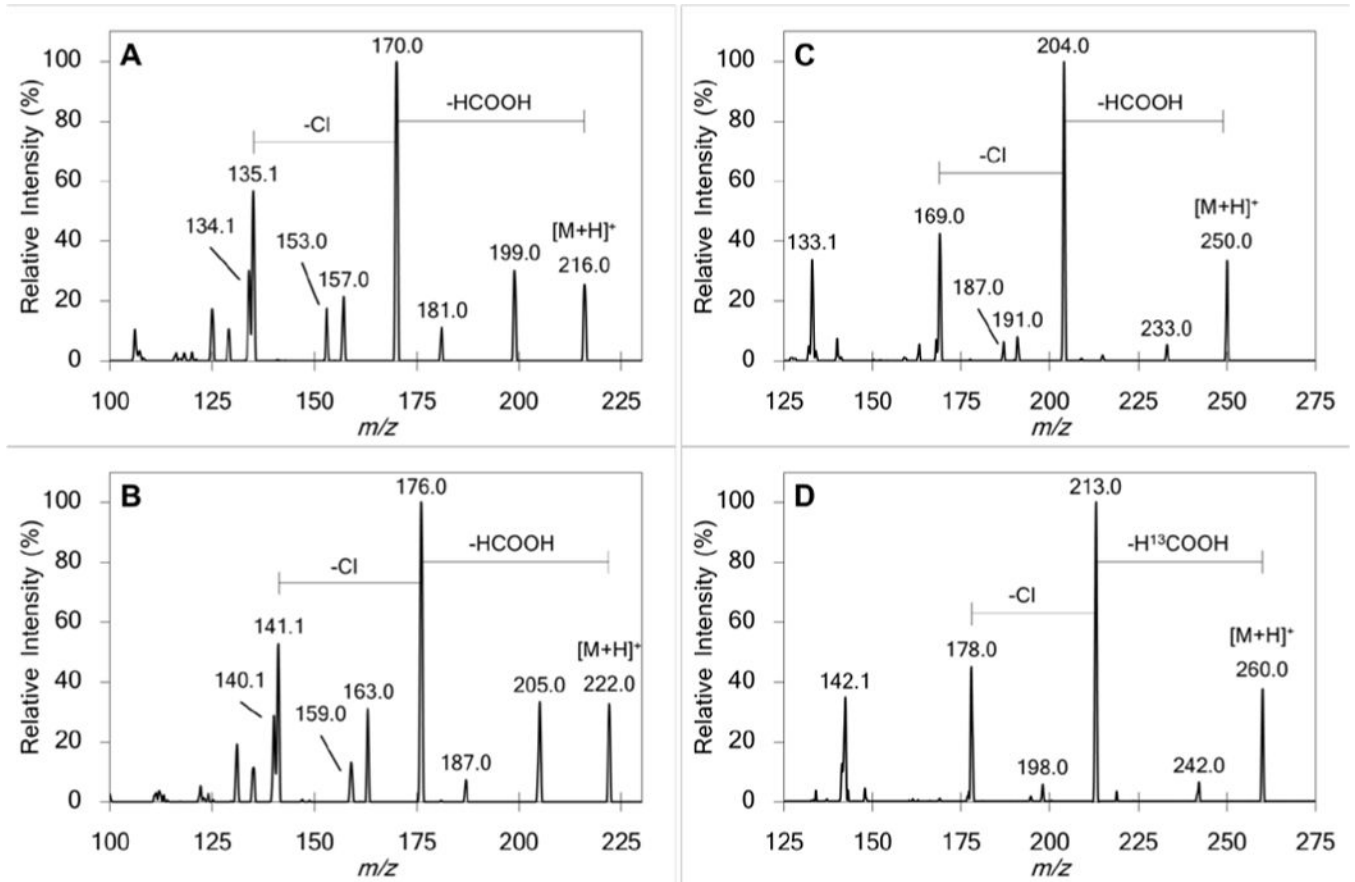 A
Relative Intensity (%)
100
80
60
40
20
0
170.0
-HCOOH
-Cl
135.1
134.1
153.0
157.0
181.0
199.0
[M+H]⁺
216.0
100 125 150 175 200 225
m/z
C
Relative Intensity (%)
100
80
60
40
20
0
204.0
-HCOOH
-Cl
169.0
133.1
187.0
191.0
233.0
[M+H]⁺
250.0
125 150 175 200 225 250 275
m/z
B
Relative Intensity (%)
100
80
60
40
20
0
176.0
-HCOOH
-Cl
141.1
140.1
159.0
163.0
187.0
205.0
[M+H]⁺
222.0
100 125 150 175 200 225
m/z
D
Relative Intensity (%)
100
80
60
40
20
0
213.0
-H¹³COOH
-Cl
178.0
142.1
198.0
242.0
[M+H]⁺
260.0
125 150 175 200 225 250 275
m/z